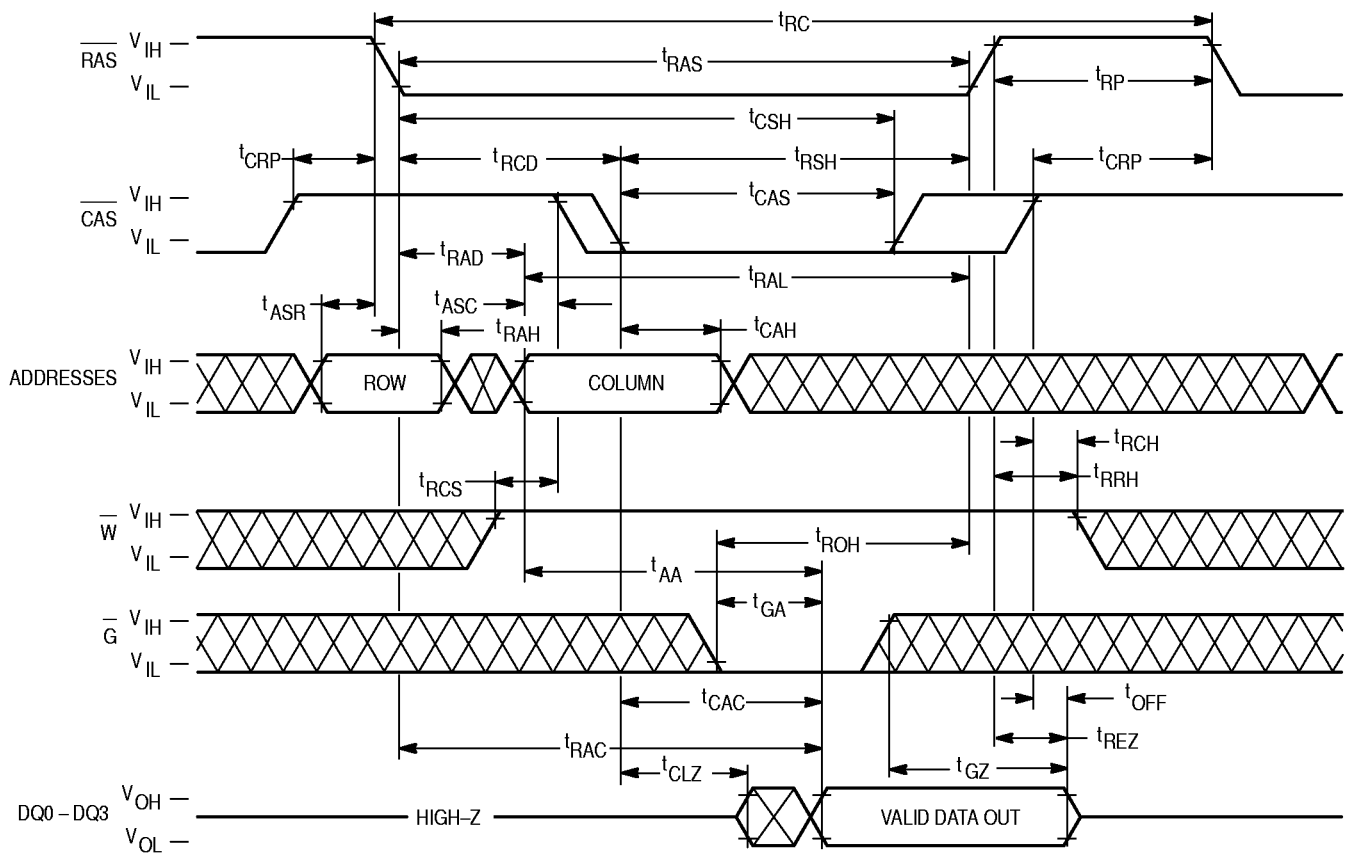 tRC
RAS
VIH
VIL
tRAS
tRP
tCSH
tCRP
tRCD
tRSH
tCRP
CAS
VIH
VIL
tCAS
tRAD
tRAL
tASR
tASC
tRAH
tCAH
ADDRESSES
VIH
VIL
ROW
COLUMN
tRCH
tRCS
tRRH
W
VIH
VIL
tROH
tAA
tGA
G
VIH
VIL
tCAC
tOFF
tRAC
tREZ
tCLZ
tGZ
DQ0 – DQ3
VOH
VOL
HIGH–Z
VALID DATA OUT